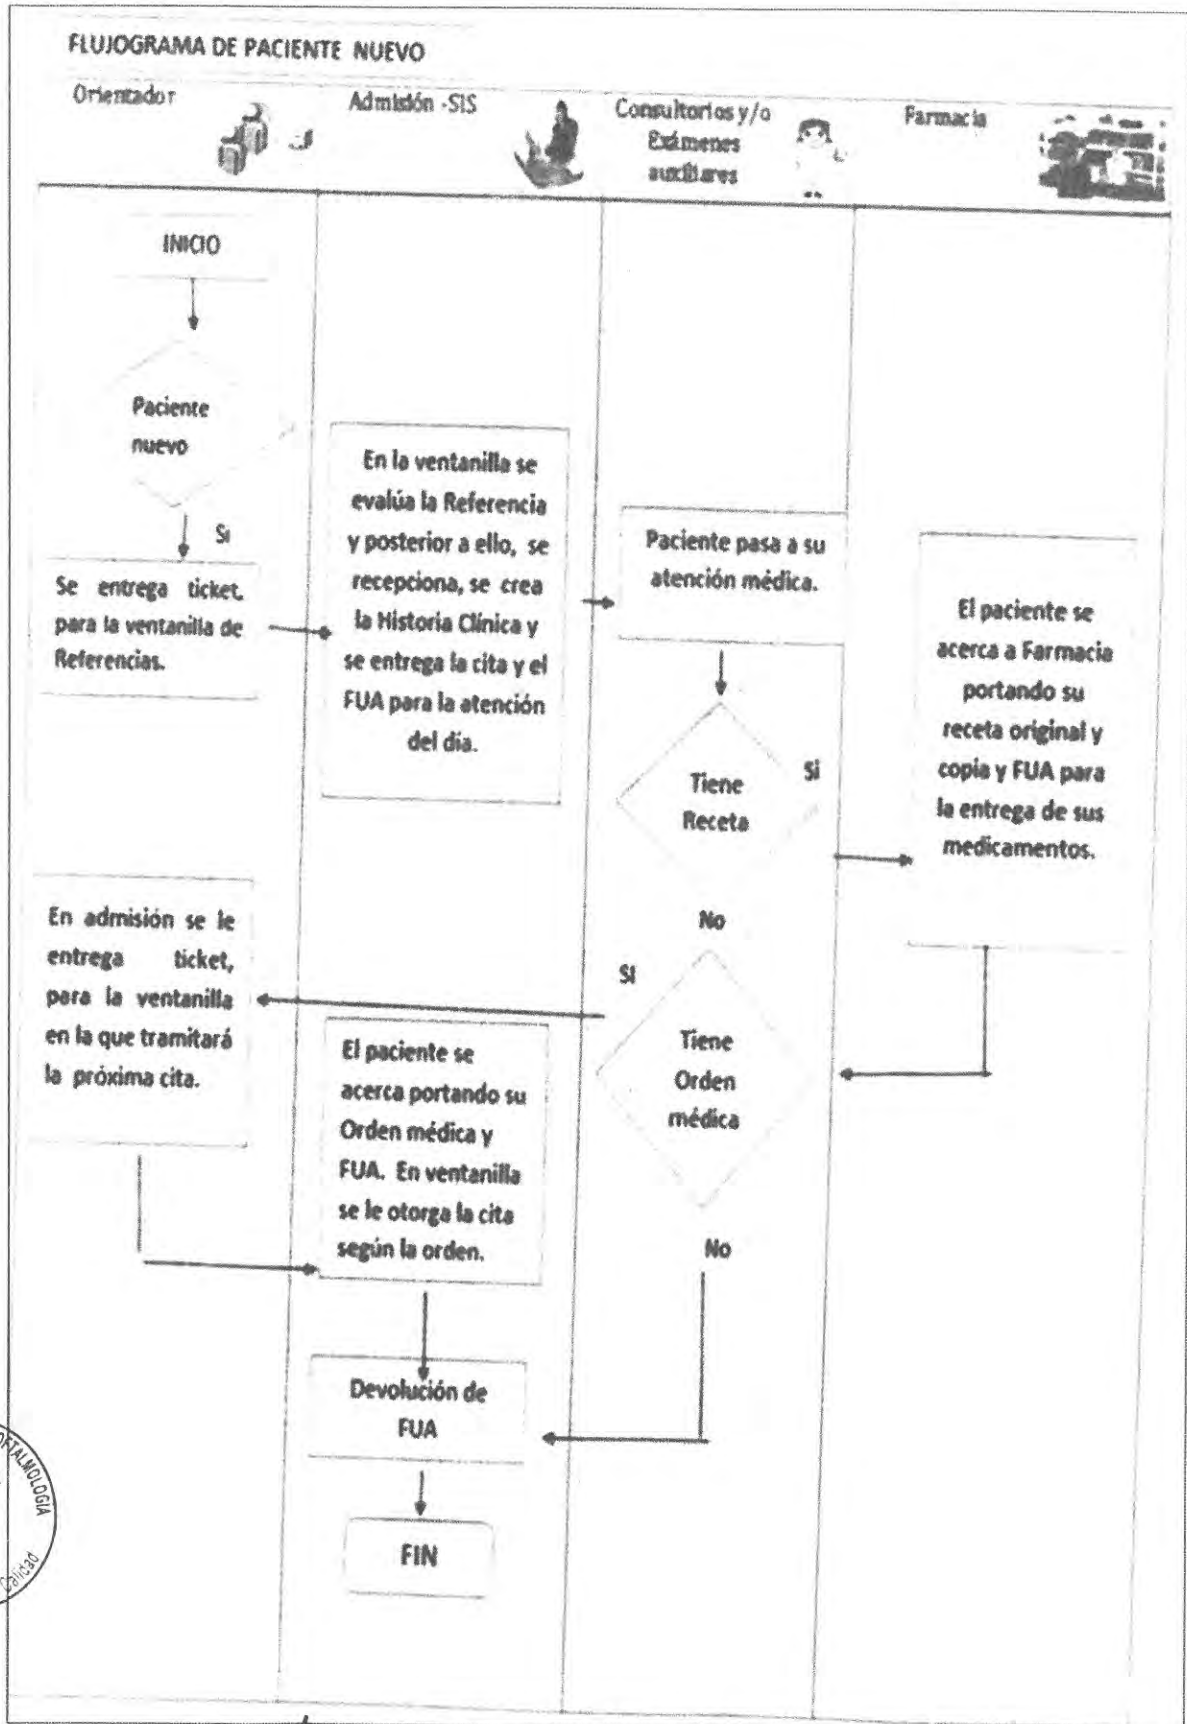 FLUJOGRAMA DE PACIENTE NUEVO
Orientador
Admisión -SIS
Consultorios y/o
Exámenes
auxiliares
Farmacia
INICIO
Paciente
nuevo
Si
Se entrega ticket.
para la ventanilla de
Referencias.
En la ventanilla se
evalúa la Referencia
y posterior a ello, se
recepciona, se crea
la Historia Clínica y
se entrega la cita y el
FUA para la atención
del día.
Paciente pasa a su
atención médica.
Tiene
Receta
Si
No
El paciente se
acerca a Farmacia
portando su
receta original y
copia y FUA para
la entrega de sus
medicamentos.
Tiene
Orden
médica
SI
No
En admisión se le
entrega ticket,
para la ventanilla
en la que tramitará
la próxima cita.
El paciente se
acerca portando su
Orden médica y
FUA. En ventanilla
se le otorga la cita
según la orden.
Devolución de
FUA
FIN
OFTALMOLOGIA
Calidad